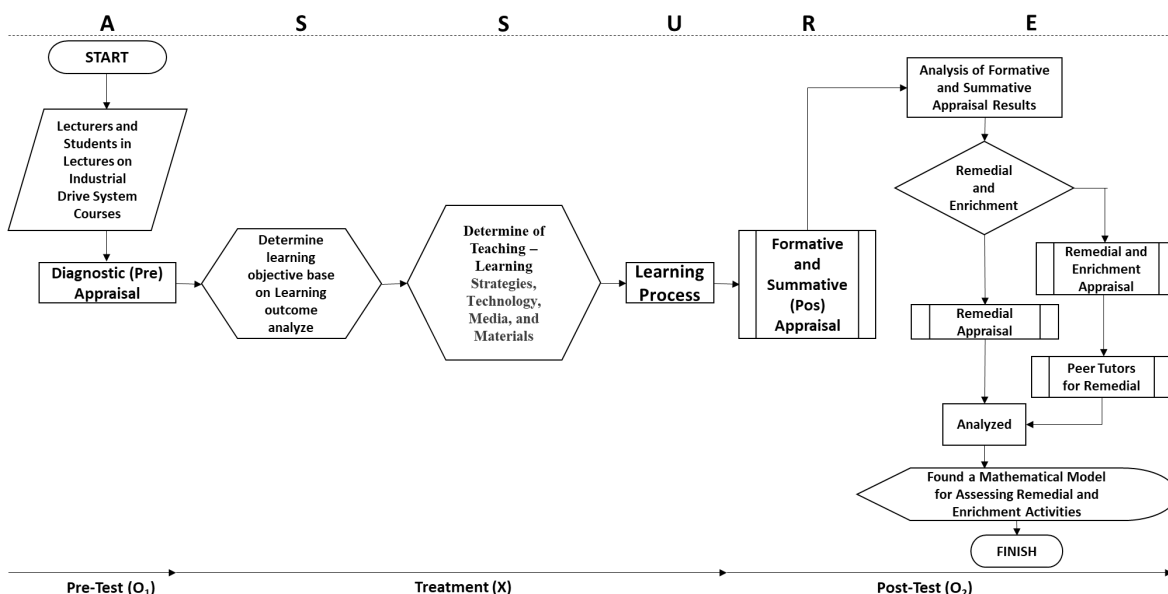 A
S
S
U
R
E
START
Lecturers and
Students in
Lectures on
Industrial
Drive System
Courses
Diagnostic (Pre)
Appraisal
Determine
learning
objective base
on Learning
outcome
analyze
Determine of
Teaching –
Learning
Strategies,
Technology,
Media, and
Materials
Learning
Process
Formative
and
Summative
(Pos)
Appraisal
Analysis of Formative
and Summative
Appraisal Results
Remedial
and
Enrichment
Remedial and
Enrichment
Appraisal
Remedial
Appraisal
Peer Tutors
for Remedial
Analyzed
Found a Mathematical Model
for Assessing Remedial and
Enrichment Activities
FINISH
Pre-Test (O₁)
Treatment (X)
Post-Test (O₂)